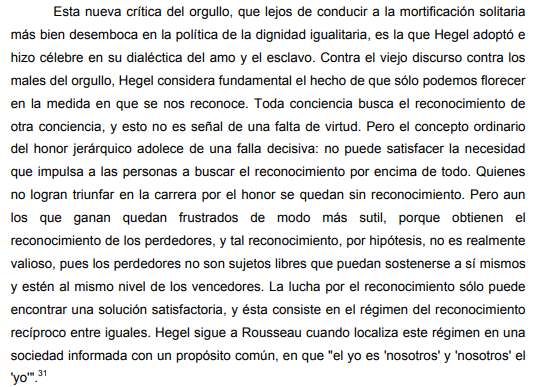 Esta nueva crítica del orgullo, que lejos de conducir a la mortificación solitaria
más bien desemboca en la política de la dignidad igualitaria, es la que Hegel adoptó e
hizo célebre en su dialéctica del amo y el esclavo. Contra el viejo discurso contra los
males del orgullo, Hegel considera fundamental el hecho de que sólo podemos florecer
en la medida en que se nos reconoce. Toda conciencia busca el reconocimiento de
otra conciencia, y esto no es señal de una falta de virtud. Pero el concepto ordinario
del honor jerárquico adolece de una falla decisiva: no puede satisfacer la necesidad
que impulsa a las personas a buscar el reconocimiento por encima de todo. Quienes
no logran triunfar en la carrera por el honor se quedan sin reconocimiento. Pero aun
los que ganan quedan frustrados de modo más sutil, porque obtienen el
reconocimiento de los perdedores, y tal reconocimiento, por hipótesis, no es realmente
valioso, pues los perdedores no son sujetos libres que puedan sostenerse a sí mismos
y estén al mismo nivel de los vencedores. La lucha por el reconocimiento sólo puede
encontrar una solución satisfactoria, y ésta consiste en el régimen del reconocimiento
recíproco entre iguales. Hegel sigue a Rousseau cuando localiza este régimen en una
sociedad informada con un propósito común, en que "el yo es 'nosotros' y 'nosotros' el
'yo'".31